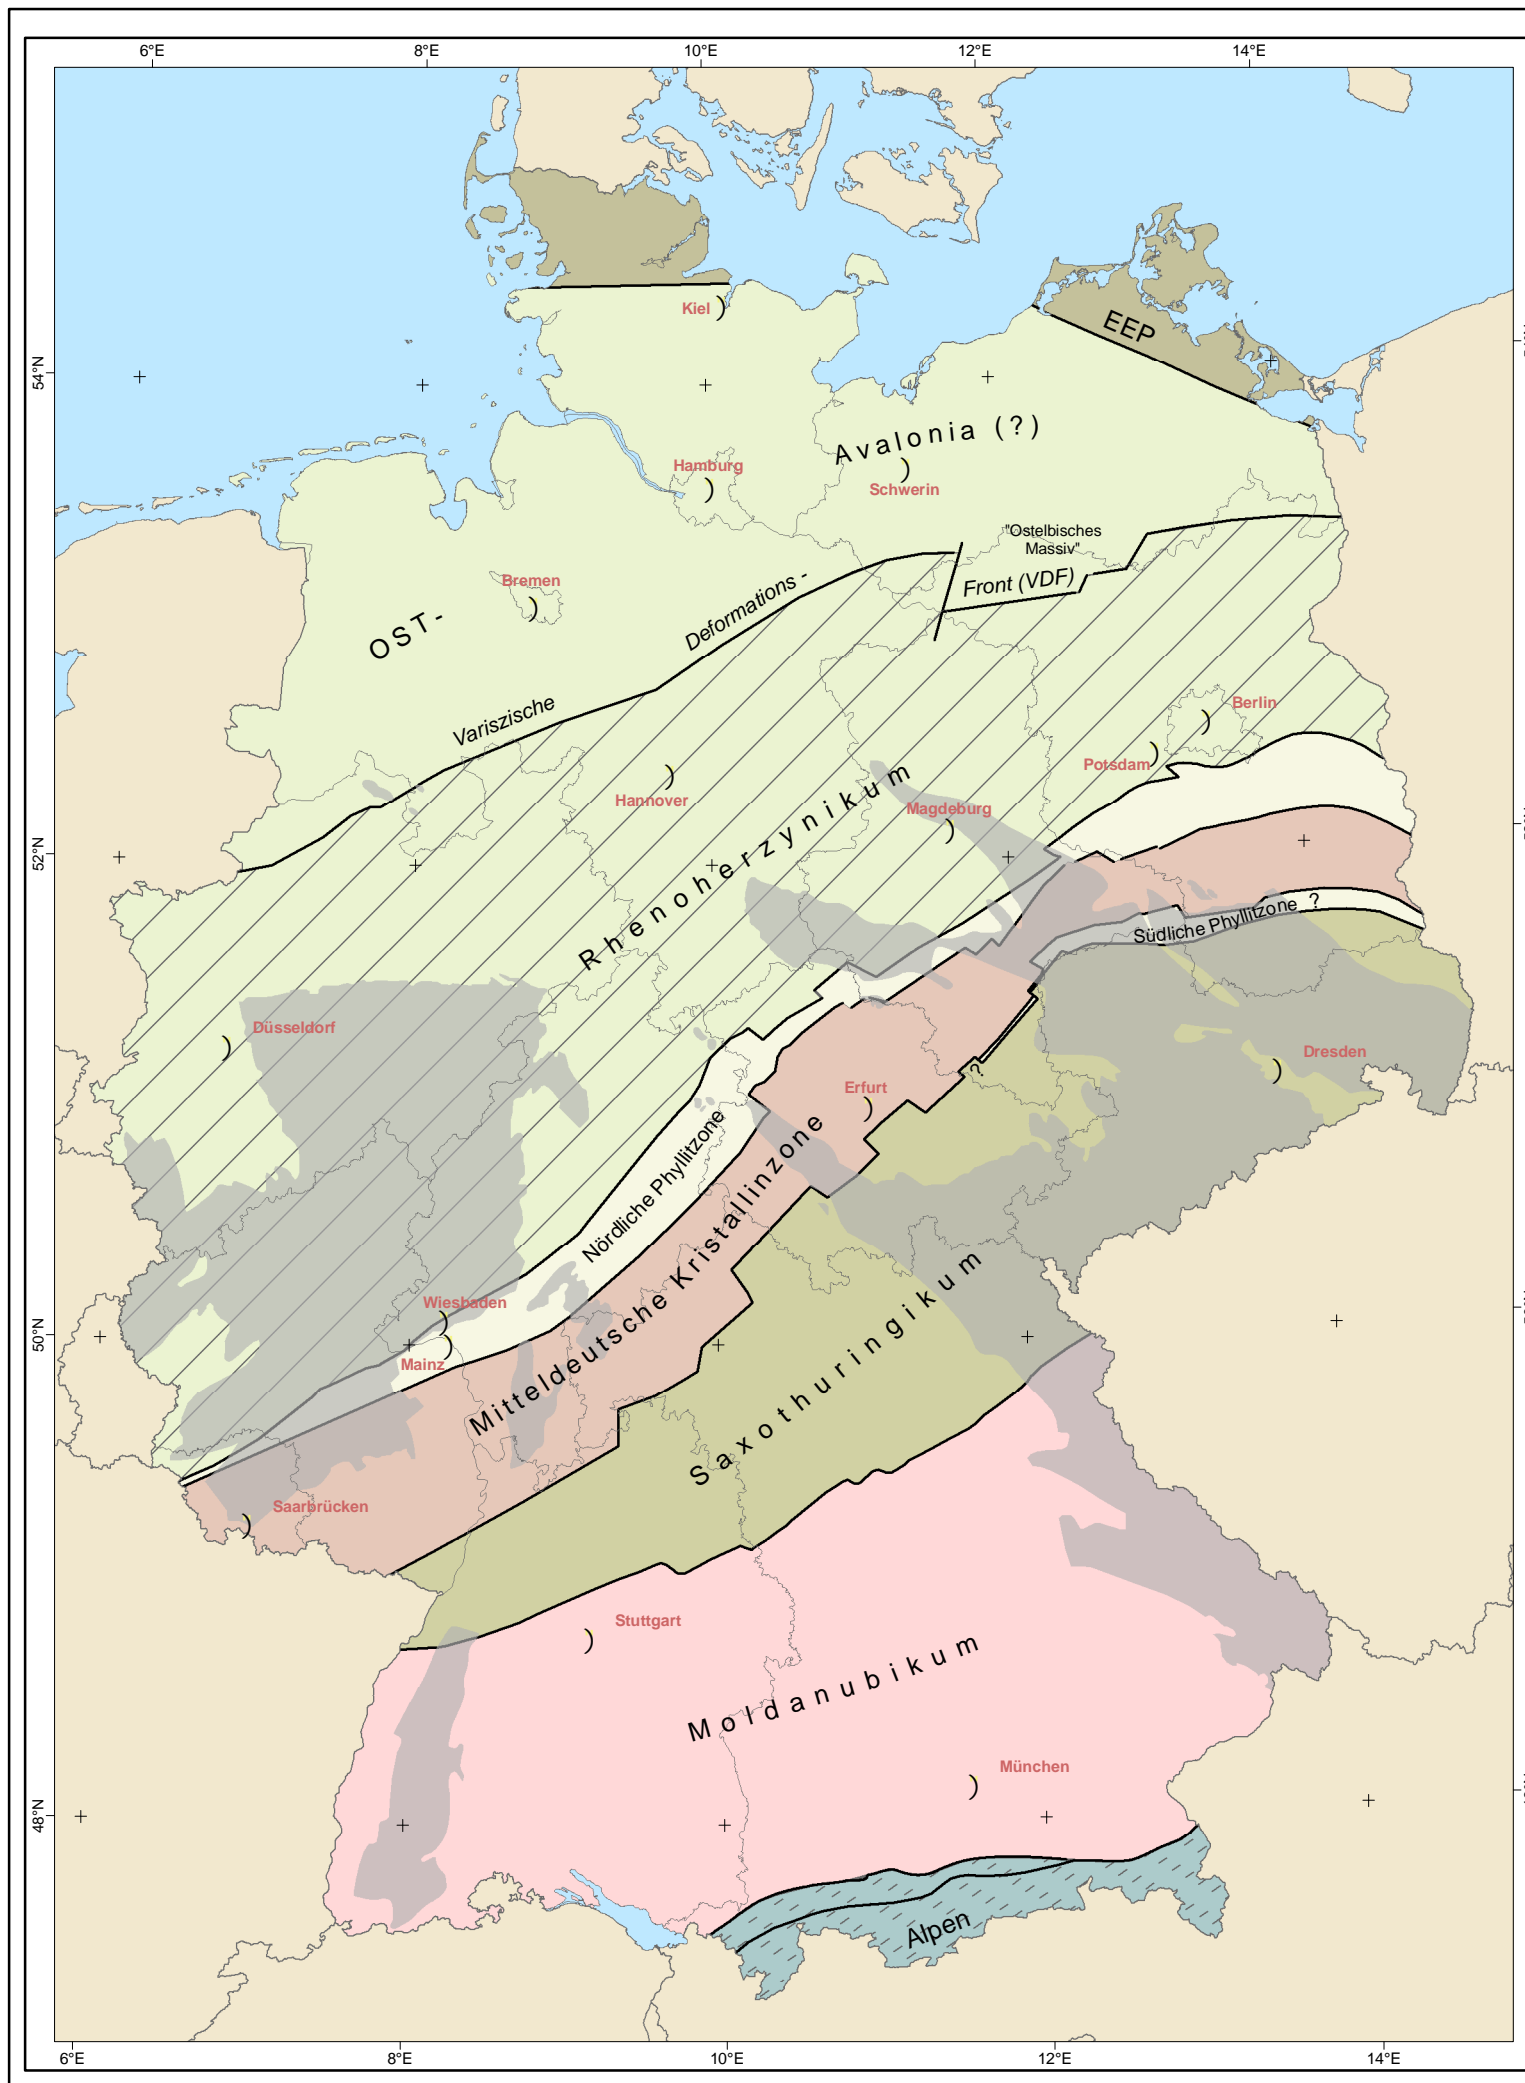 6°E 8°E 10°E 12°E 14°E
EEP
Kiel
54°N
Avalonia (?)
Hamburg
Schwerin
"Ostelbisches
Massiv"
Front (VDF)
Bremen
Deformations -
OST-
Variszische
Berlin
Potsdam
Hannover
Magdeburg
52°N
Rhenoherzynikum
Südliche Phyllitzone ?
Düsseldorf
Dresden
?
Erfurt
Nördliche Phyllitzone
Mitteldeutsche Kristallinzone
Wiesbaden
50°N
Mainz
Saxothuringikum
Saarbrücken
Stuttgart
Moldanubikum
München
48°N
Alpen
6°E 8°E 10°E 12°E 14°E